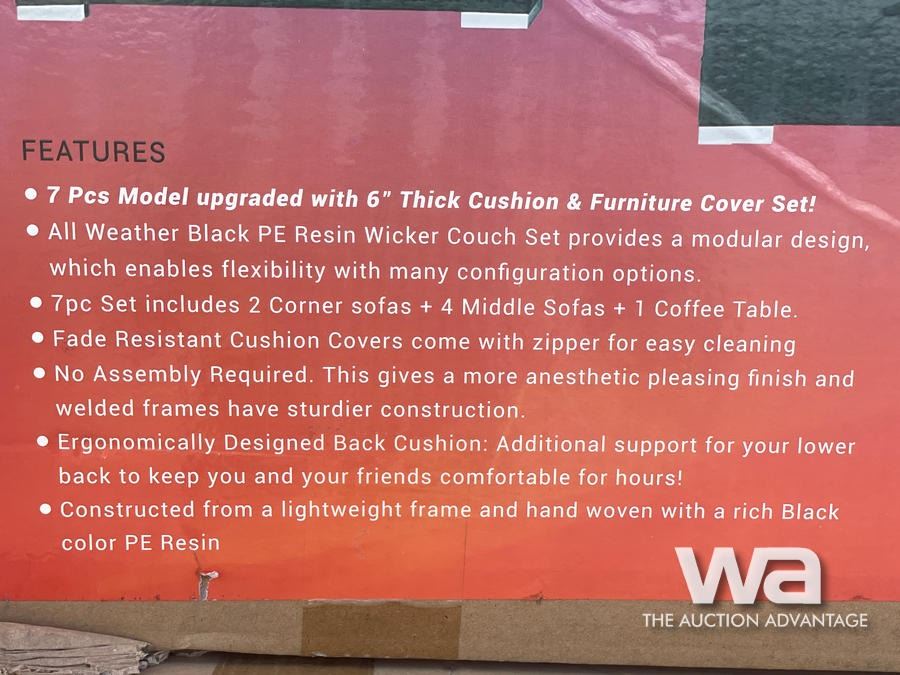 FEATURES
• 7 Pcs Model upgraded with 6" Thick Cushion & Furniture Cover Set!
• All Weather Black PE Resin Wicker Couch Set provides a modular design,
which enables flexibility with many configuration options.
• 7pc Set includes 2 Corner sofas + 4 Middle Sofas + 1 Coffee Table.
• Fade Resistant Cushion Covers come with zipper for easy cleaning
• No Assembly Required. This gives a more anesthetic pleasing finish and
welded frames have sturdier construction.
• Ergonomically Designed Back Cushion: Additional support for your lower
back to keep you and your friends comfortable for hours!
• Constructed from a lightweight frame and hand woven with a rich Black
color PE Resin
wa
THE AUCTION ADVANTAGE